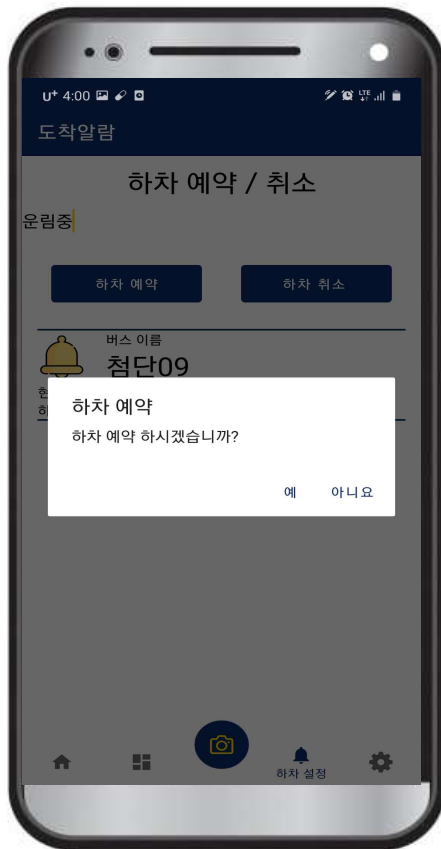 U+ 4:00
LTE
도착알람
하차 예약 / 취소
운림중
하차 예약
하차 취소
버스 이름
첨단09
현
하
하차 예약
하차 예약 하시겠습니까?
예
아니요
하차 설정